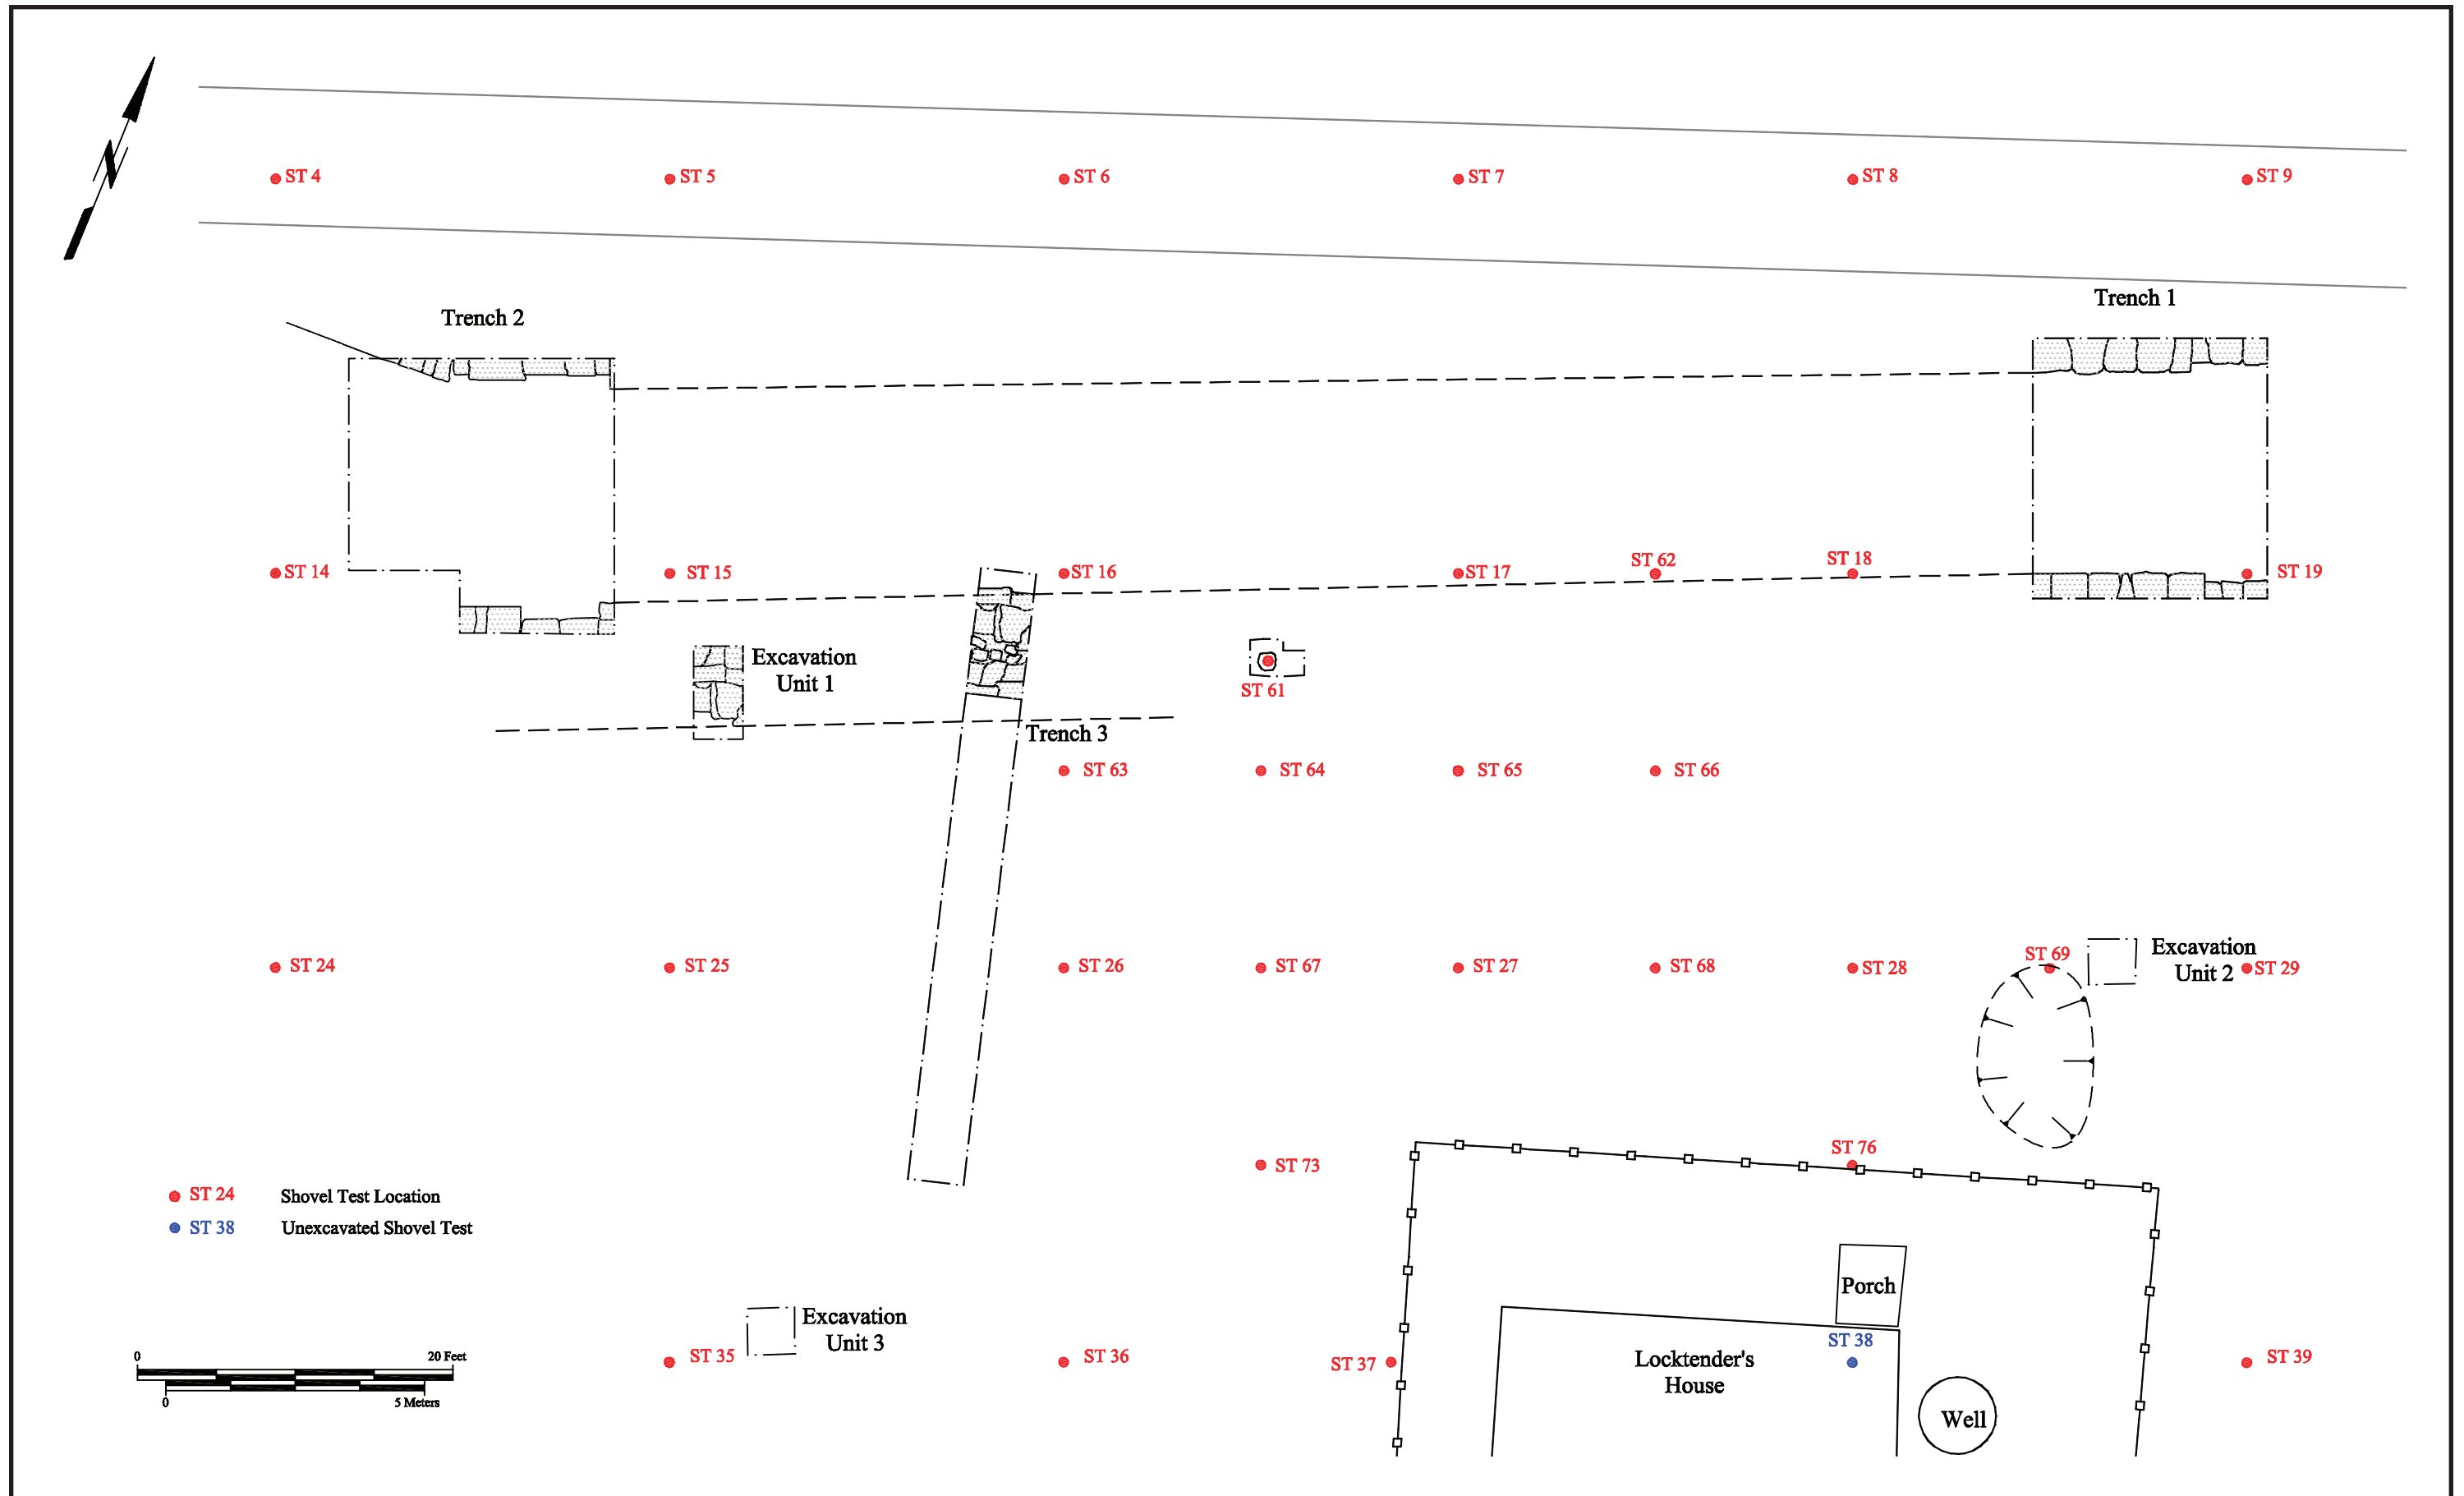 N
ST 4
ST 5
ST 6
ST 7
ST 8
ST 9
Trench 2
Trench 1
ST 14
ST 15
ST 16
ST 17
ST 62
ST 18
ST 19
Excavation
Unit 1
ST 61
Trench 3
ST 63
ST 64
ST 65
ST 66
ST 24
ST 25
ST 26
ST 67
ST 27
ST 68
ST 28
ST 69
Excavation
Unit 2
ST 29
ST 73
ST 76
ST 24 Shovel Test Location
ST 38 Unexcavated Shovel Test
Porch
Excavation
Unit 3
ST 35
ST 36
ST 37
Locktender's
House
ST 38
ST 39
Well
0 20 Feet
0 5 Meters